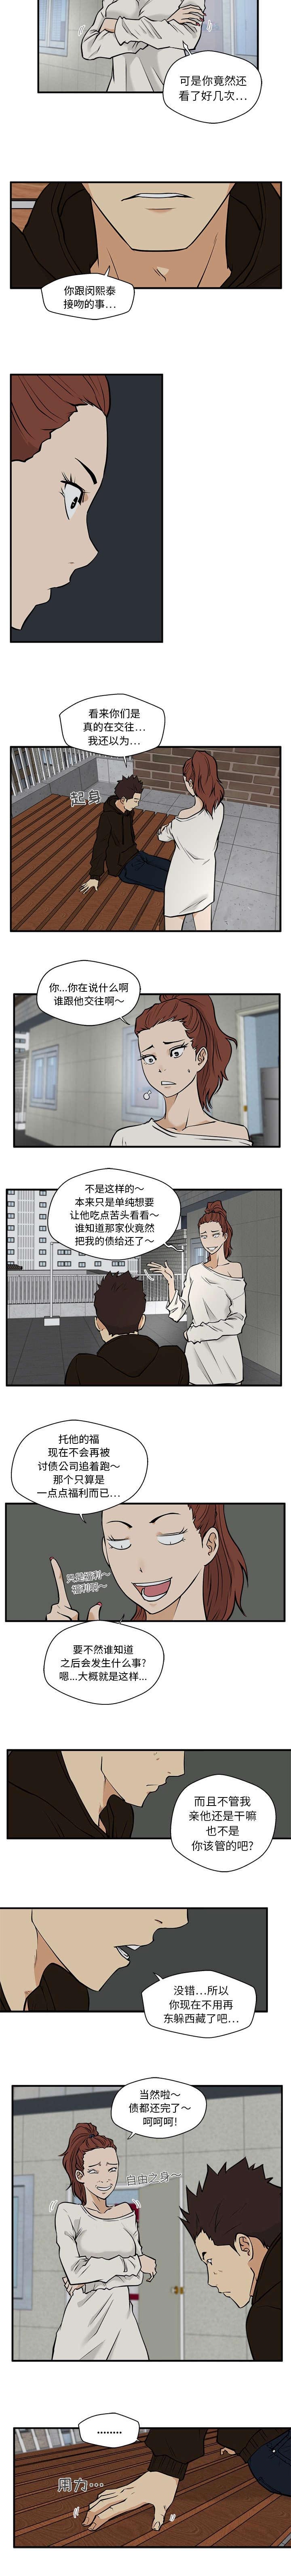 可是你竟然还
看了好几次...
你跟闵熙泰
接吻的事...
看来你们是
真的在交往...
我还以为...
起身
你...你在说什么啊
谁跟他交往啊～
不是这样的～
本来只是单纯想要
让他吃点苦头看看～
谁知道那家伙竟然
把我的债给还了～
托他的福
现在不会再被
讨债公司追着跑～
那个只算是
一点点福利而已...
只是福利～
福利啊～
要不然谁知道
之后会发生什么事?
嗯...大概就是这样...
而且不管我
亲他还是干嘛
也不是
你该管的吧?
没错...所以
你现在不用再
东躲西藏了吧...
当然啦～
债都还完了～
呵呵呵!
自由之身～
........
用力...